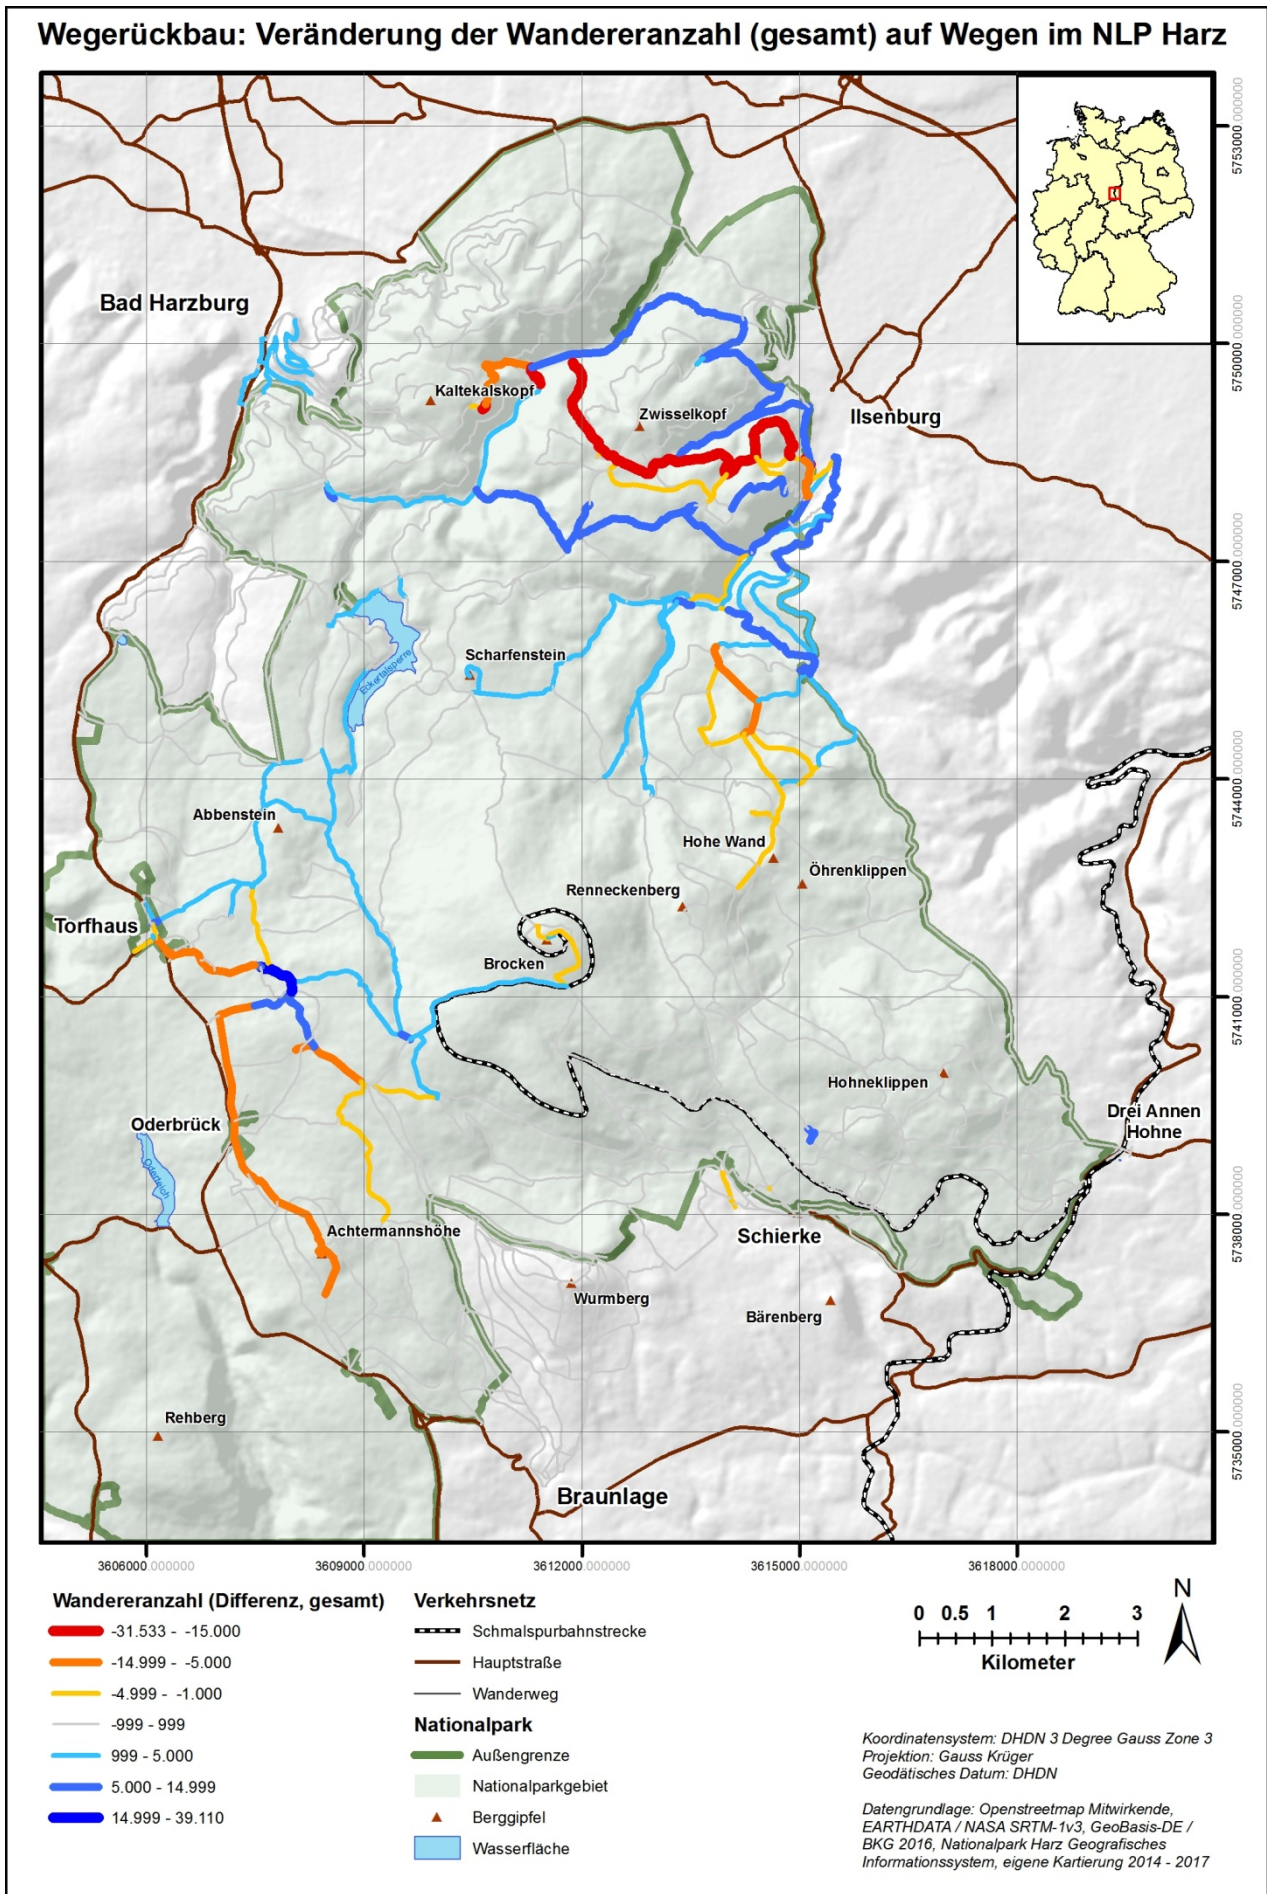 Wegerückbau: Veränderung der Wandereranzahl (gesamt) auf Wegen im NLP Harz
5753000.000000
Bad Harzburg
5750000.000000
Kaltekalskopf
Zwisselkopf
Ilsenburg
5747000.000000
Eckertalsperre
Scharfenstein
5744000.000000
Abbenstein
Hohe Wand
Öhrenklippen
Renneckenberg
Torfhaus
Brocken
5741000.000000
Hohneklippen
Drei Annen
Hohne
Oderbrück
Oderteich
5738000.000000
Achtermannshöhe
Schierke
Wurmberg
Bärenberg
Rehberg
5735000.000000
Braunlage
3606000.000000
3609000.000000
3612000.000000
3615000.000000
3618000.000000
Wandereranzahl (Differenz, gesamt)
-31.533 - -15.000
-14.999 - -5.000
-4.999 - -1.000
-999 - 999
999 - 5.000
5.000 - 14.999
14.999 - 39.110
Verkehrsnetz
Schmalspurbahnstrecke
Hauptstraße
Wanderweg
Nationalpark
Außengrenze
Nationalparkgebiet
Berggipfel
Wasserfläche
0 0.5 1 2 3
Kilometer
N
Koordinatensystem: DHDN 3 Degree Gauss Zone 3
Projektion: Gauss Krüger
Geodätisches Datum: DHDN
Datengrundlage: Openstreetmap Mitwirkende,
EARTHDATA / NASA SRTM-1v3, GeoBasis-DE /
BKG 2016, Nationalpark Harz Geografisches
Informationssystem, eigene Kartierung 2014 - 2017